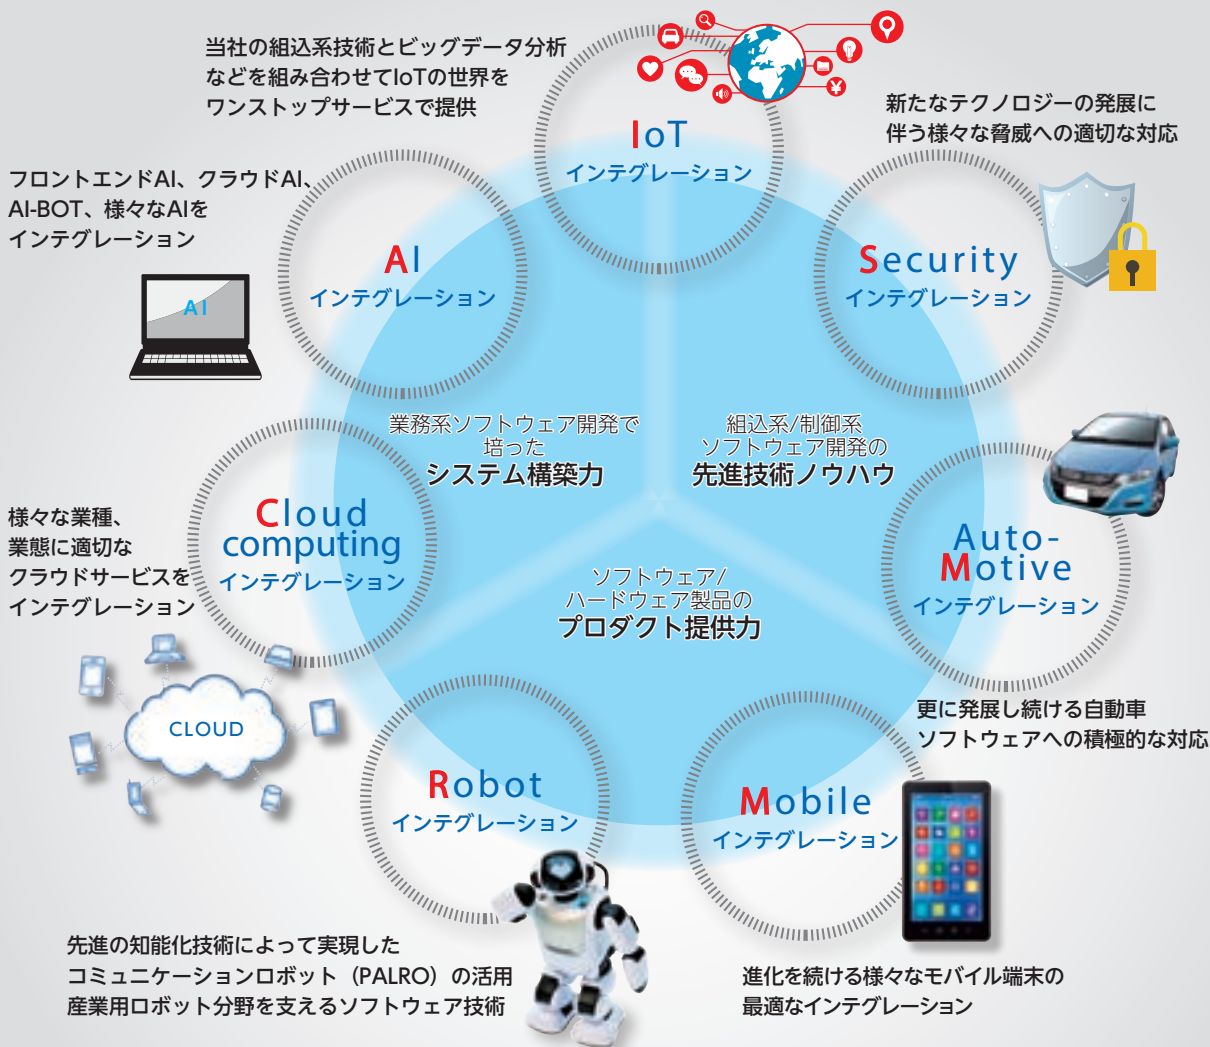 当社の組込系技術とビッグデータ分析
などを組み合わせてIoTの世界を
ワンストップサービスで提供
IoT
インテグレーション
新たなテクノロジーの発展に
伴う様々な脅威への適切な対応
Security
インテグレーション
フロントエンドAI、クラウドAI、
AI-BOT、様々なAIを
インテグレーション
AI
AI
インテグレーション
業務系ソフトウェア開発で
培った
システム構築力
組込系/制御系
ソフトウェア開発の
先進技術ノウハウ
ソフトウェア/
ハードウェア製品の
プロダクト提供力
様々な業種、
業態に適切な
クラウドサービスを
インテグレーション
Cloud
computing
インテグレーション
CLOUD
Auto-
Motive
インテグレーション
更に発展し続ける自動車
ソフトウェアへの積極的な対応
Robot
インテグレーション
Mobile
インテグレーション
先進の知能化技術によって実現した
コミュニケーションロボット（PALRO）の活用
産業用ロボット分野を支えるソフトウェア技術
進化を続ける様々なモバイル端末の
最適なインテグレーション